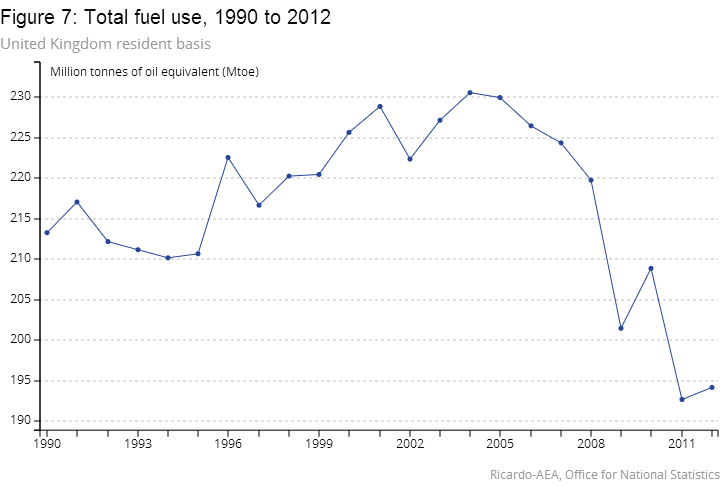 Figure 7: Total fuel use, 1990 to 2012
United Kingdom resident basis
Million tonnes of oil equivalent (Mtoe)
230
225
220
215
210
205
200
195
190
1990 1993 1996 1999 2002 2005 2008 2011
Ricardo-AEA, Office for National Statistics